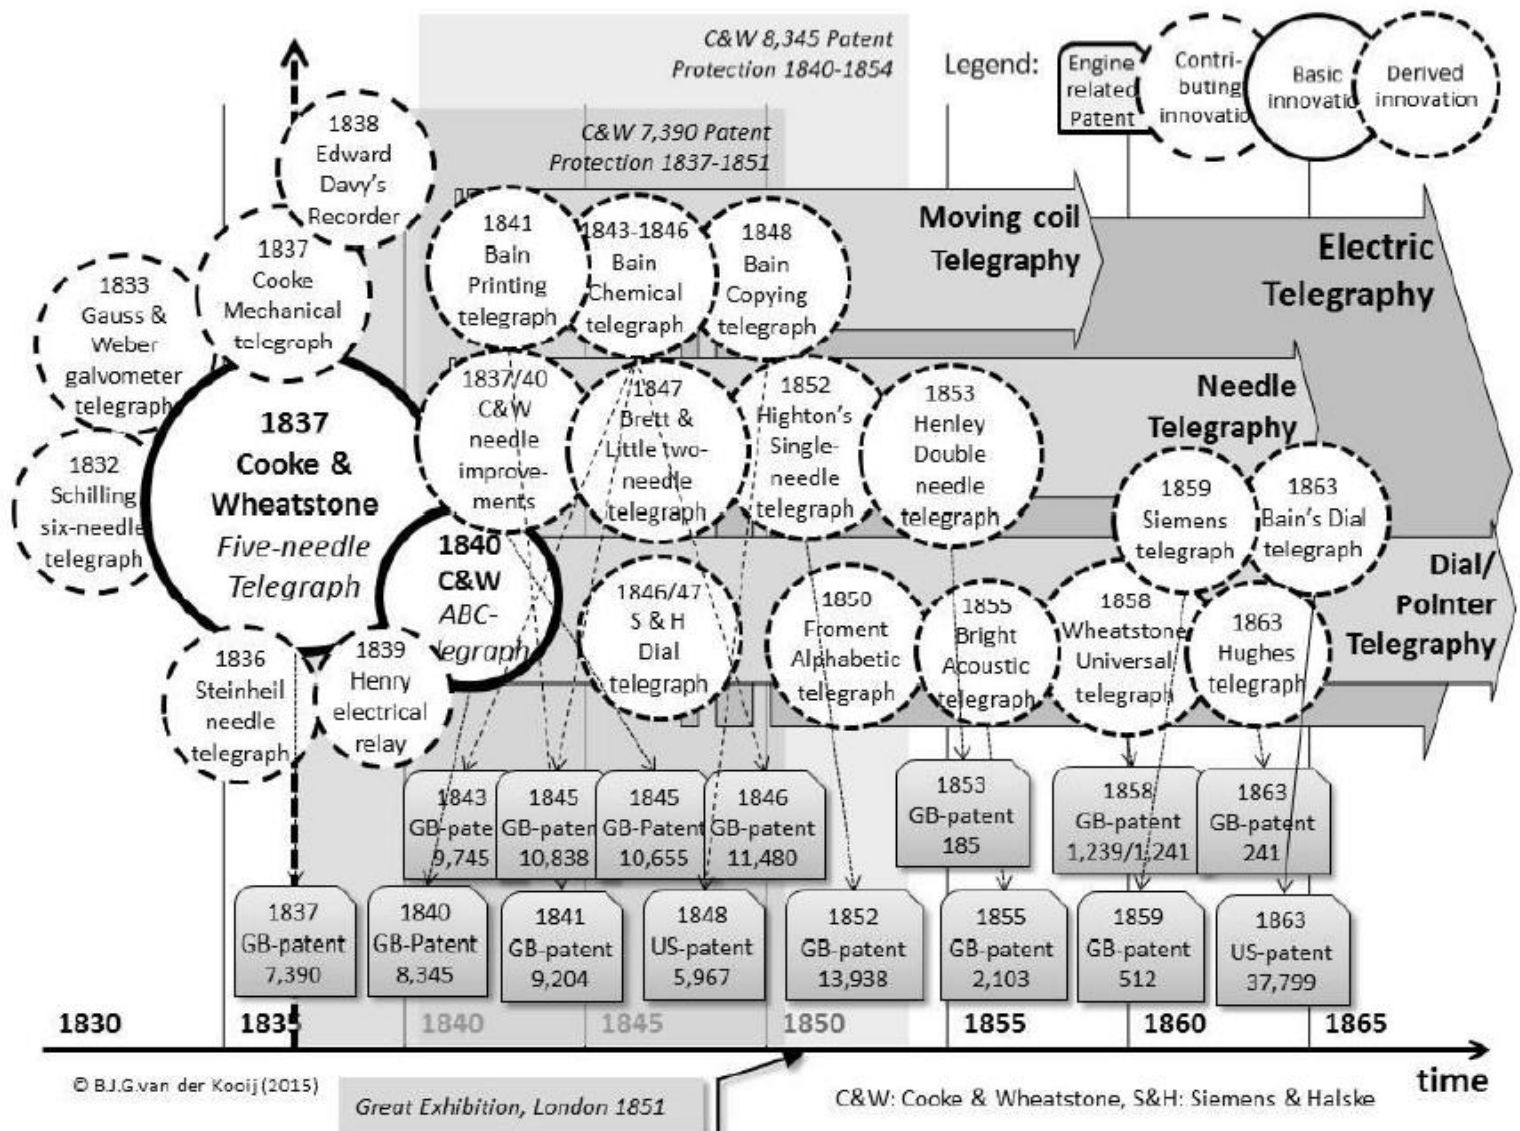 C&W 8,345 Patent
Protection 1840-1854
Legend:
Engine
related
Patent
Contri-
buting
innovatio
Basic
innovatic
Derived
innovation
C&W 7,390 Patent
Protection 1837-1851
1838
Edward
Davy's
Recorder
1837
Cooke
Mechanical
telegraph
1833
Gauss &
Weber
galvometer
telegraph
1832
Schilling
six-needle
telegraph
1837
Cooke &
Wheatstone
Five-needle
Telegraph
1840
C&W
ABC-
legraph
1836
Steinheil
needle
telegraph
1839
Henry
electrical
relay
1841
Bain
Printing
telegraph
1843-1846
Bain
Chemical
telegraph
1848
Bain
Copying
telegraph
Moving coil
Telegraphy
Electric
Telegraphy
1837/40
C&W
needle
improve-
ments
1847
Brett &
Little two-
needle
telegraph
1852
Highton's
Single-
needle
telegraph
1853
Henley
Double
needle
telegraph
Needle
Telegraphy
1859
Siemens
telegraph
1863
Bain's Dial
telegraph
1846/47
S & H
Dial
telegraph
1850
Froment
Alphabetic
telegraph
1855
Bright
Acoustic
telegraph
1858
Wheatstone
Universal
telegraph
1863
Hughes
telegraph
Dial/
Pointer
Telegraphy
1843
GB-pate
9,745
1845
GB-paten
10,838
1845
GB-Patent
10,655
1846
GB-patent
11,480
1853
GB-patent
185
1858
GB-patent
1,239/1,241
1863
GB-patent
241
1837
GB-patent
7,390
1840
GB-Patent
8,345
1841
GB-patent
9,204
1848
US-patent
5,967
1852
GB-patent
13,938
1855
GB-patent
2,103
1859
GB-patent
512
1863
US-patent
37,799
1830 1835 1840 1845 1850 1855 1860 1865
time
© B.J.G.van der Kooij (2015)
Great Exhibition, London 1851
C&W: Cooke & Wheatstone, S&H: Siemens & Halske